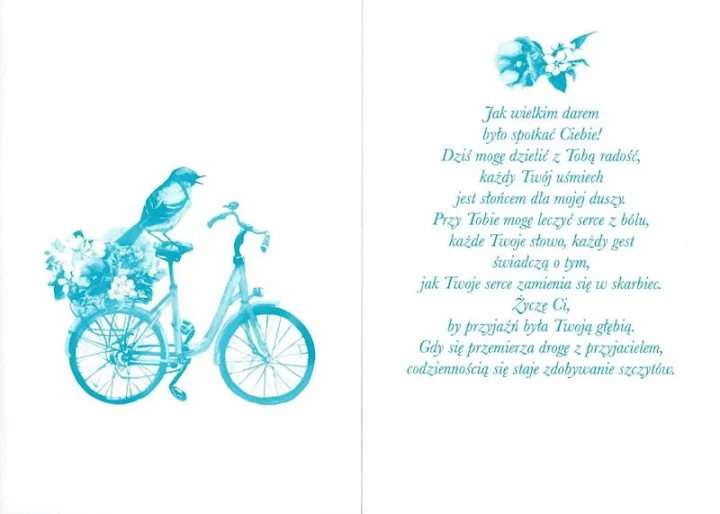 Jak wielkim darem
było spotkać Ciebie!
Dziś mogę dzielić z Tobą radość,
każdy Twój uśmiech
jest słońcem dla mojej duszy.
Przy Tobie mogę leczyć serce z bólu,
każde Twoje słowo, każdy gest
świadczą o tym,
jak Twoje serce zamienia się w skarbiec.
Życzę Ci,
by przyjaźń była Twoją głębią.
Gdy się przemierza drogę z przyjacielem,
codziennością się staje zdobywanie szczytów.